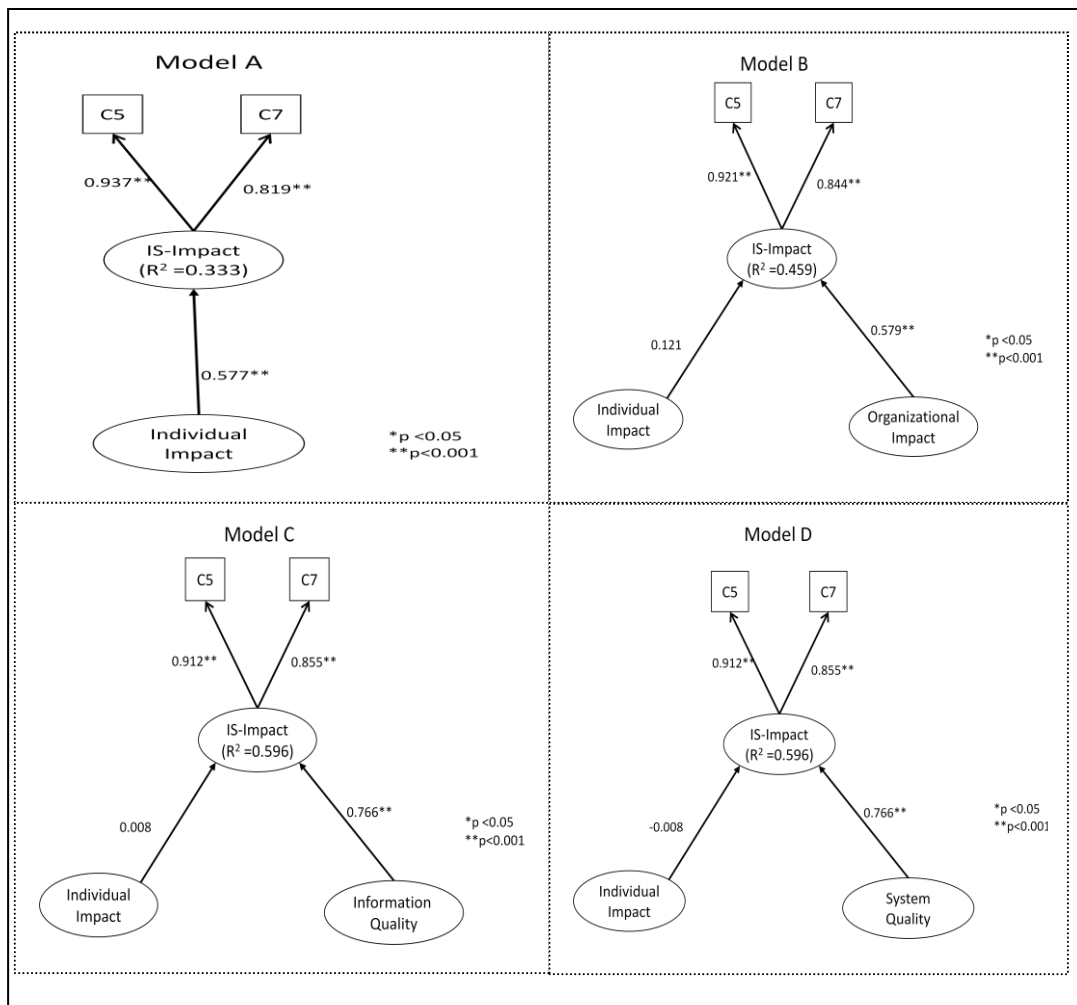 Model A
C5
C7
0.937**
0.819**
IS-Impact
(R² =0.333)
0.577**
Individual
Impact
*p <0.05
**p<0.001
Model B
C5
C7
0.921**
0.844**
IS-Impact
(R² =0.459)
0.121
0.579**
*p <0.05
**p<0.001
Individual
Impact
Organizational
Impact
Model C
C5
C7
0.912**
0.855**
IS-Impact
(R² =0.596)
0.008
0.766**
*p <0.05
**p<0.001
Individual
Impact
Information
Quality
Model D
C5
C7
0.912**
0.855**
IS-Impact
(R² =0.596)
-0.008
0.766**
*p <0.05
**p<0.001
Individual
Impact
System
Quality